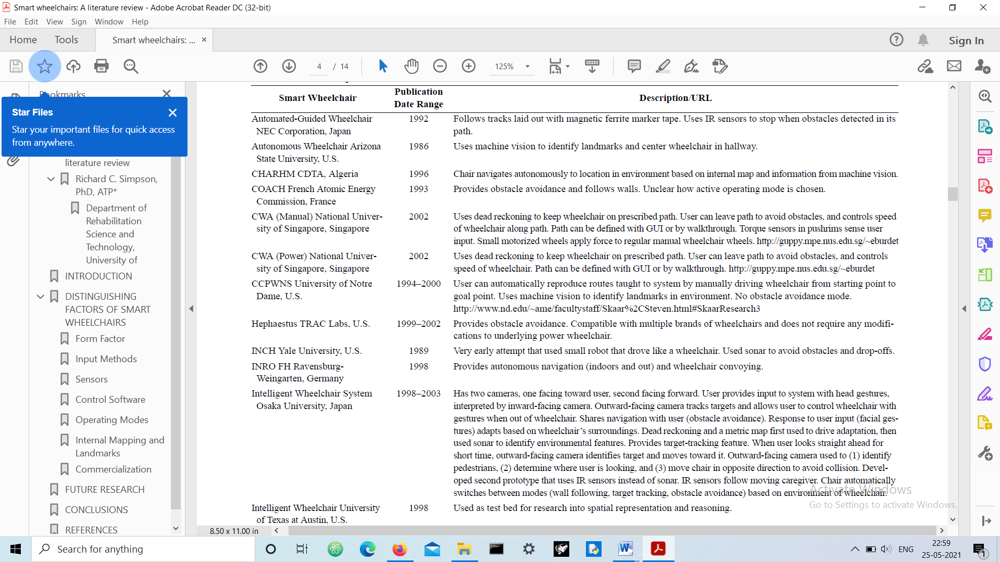 Smart wheelchairs: A literature review - Adobe Acrobat Reader DC (32-bit)
File Edit View Sign Window Help
Home Tools Smart wheelchairs: ... × Sign In
4 / 14 125%
Bookmarks
Star Files
Star your important files for quick access
from anywhere.
literature review
Richard C. Simpson,
PhD, ATP*
Department of
Rehabilitation
Science and
Technology,
University of
INTRODUCTION
DISTINGUISHING
FACTORS OF SMART
WHEELCHAIRS
Form Factor
Input Methods
Sensors
Control Software
Operating Modes
Internal Mapping and
Landmarks
Commercialization
FUTURE RESEARCH
CONCLUSIONS
REFERENCES
Smart Wheelchair Publication Date Range Description/URL
Automated-Guided Wheelchair 1992 Follows tracks laid out with magnetic ferrite marker tape. Uses IR sensors to stop when obstacles detected in its
NEC Corporation, Japan path.
Autonomous Wheelchair Arizona 1986 Uses machine vision to identify landmarks and center wheelchair in hallway.
State University, U.S.
CHARHM CDTA, Algeria 1996 Chair navigates autonomously to location in environment based on internal map and information from machine vision.
COACH French Atomic Energy 1993 Provides obstacle avoidance and follows walls. Unclear how active operating mode is chosen.
Commission, France
CWA (Manual) National Univer- 2002 Uses dead reckoning to keep wheelchair on prescribed path. User can leave path to avoid obstacles, and controls speed
sity of Singapore, Singapore of wheelchair along path. Path can be defined with GUI or by walkthrough. Torque sensors in pushrims sense user
input. Small motorized wheels apply force to regular manual wheelchair wheels. http://guppy.mpe.nus.edu.sg/~eburdet
CWA (Power) National Univer- 2002 Uses dead reckoning to keep wheelchair on prescribed path. User can leave path to avoid obstacles, and controls
sity of Singapore, Singapore speed of wheelchair. Path can be defined with GUI or by walkthrough. http://guppy.mpe.nus.edu.sg/~eburdet
CCPWNS University of Notre 1994–2000 User can automatically reproduce routes taught to system by manually driving wheelchair from starting point to
Dame, U.S. goal point. Uses machine vision to identify landmarks in environment. No obstacle avoidance mode.
http://www.nd.edu/~ame/facultystaff/Skaar%2CSteven.html#SkaarResearch3
Hephaestus TRAC Labs, U.S. 1999–2002 Provides obstacle avoidance. Compatible with multiple brands of wheelchairs and does not require any modifi-
cations to underlying power wheelchair.
INCH Yale University, U.S. 1989 Very early attempt that used small robot that drove like a wheelchair. Used sonar to avoid obstacles and drop-offs.
INRO FH Ravensburg- 1998 Provides autonomous navigation (indoors and out) and wheelchair convoying.
Weingarten, Germany
Intelligent Wheelchair System 1998–2003 Has two cameras, one facing toward user, second facing forward. User provides input to system with head gestures,
Osaka University, Japan interpreted by inward-facing camera. Outward-facing camera tracks targets and allows user to control wheelchair with
gestures when out of wheelchair. Shares navigation with user (obstacle avoidance). Response to user input (facial ges-
tures) adapts based on wheelchair's surroundings. Dead reckoning and a metric map first used to drive adaptation, then
used sonar to identify environmental features. Provides target-tracking feature. When user looks straight ahead for
short time, outward-facing camera identifies target and moves toward it. Outward-facing camera used to (1) identify
pedestrians, (2) determine where user is looking, and (3) move chair in opposite direction to avoid collision. Devel-
oped second prototype that uses IR sensors instead of sonar. IR sensors follow moving caregiver. Chair automatically
switches between modes (wall following, target tracking, obstacle avoidance) based on environment of wheelchair.
Intelligent Wheelchair University 1998 Used as test bed for research into spatial representation and reasoning.
of Texas at Austin, U.S.
Activate Windows
Go to Settings to activate Windows.
8.50 x 11.00 in
Search for anything
ENG
22:59
25-05-2021
1